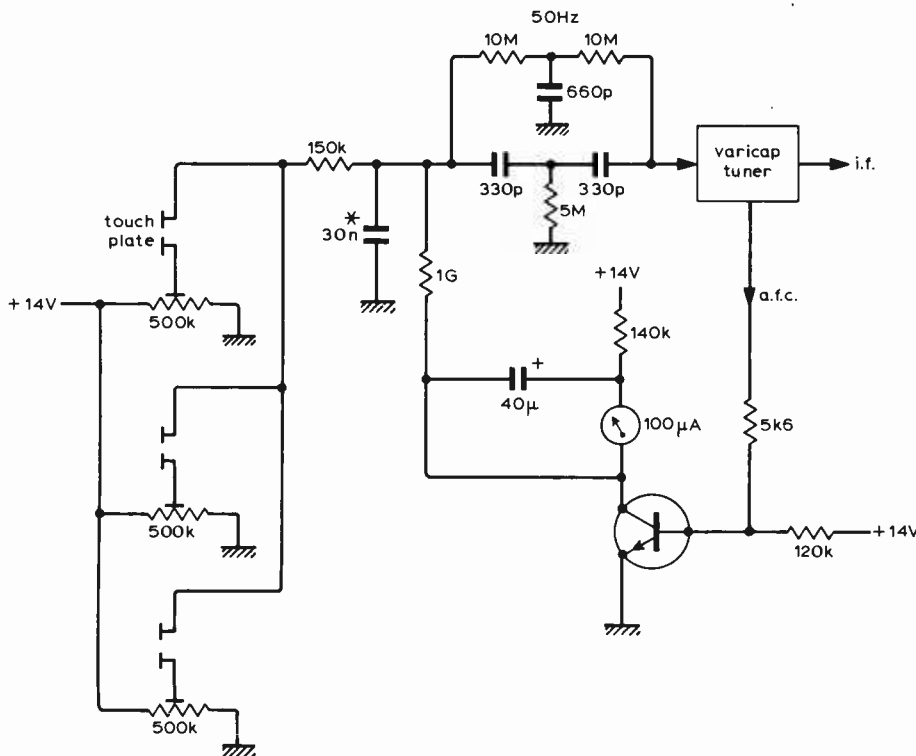 50Hz
10M
10M
660p
150k
330p
330p
5M
varicap
tuner
i.f.
touch
plate
*
30n
1G
+14V
140k
a.f.c.
+14V
500k
40μ
+
100μA
5k6
500k
120k
+14V
500k